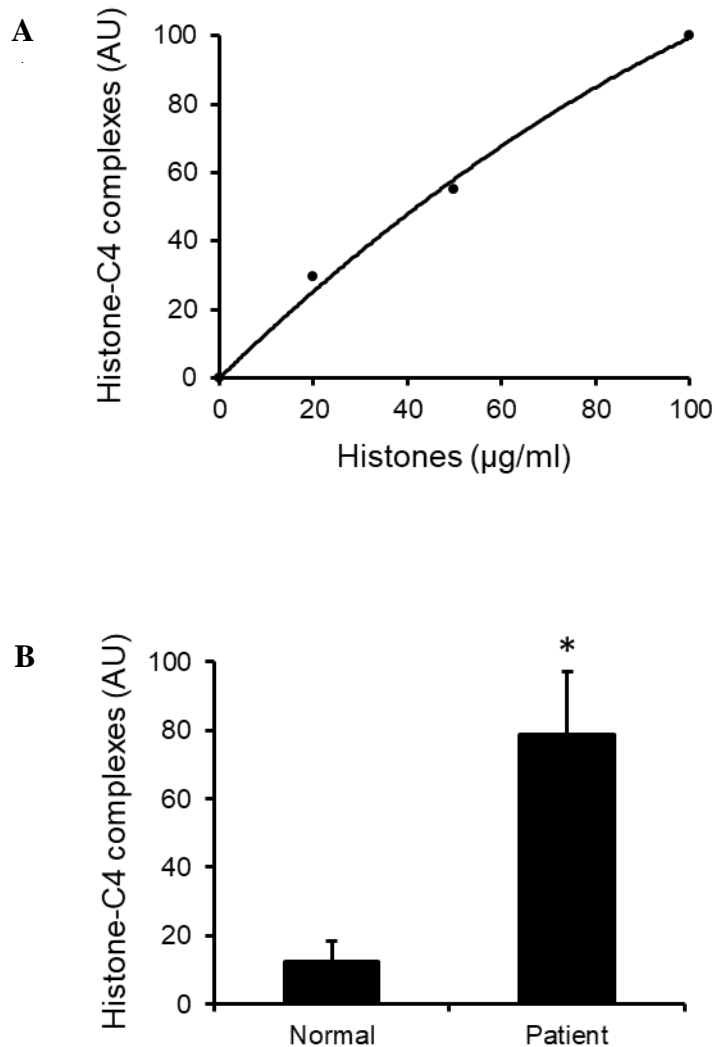 A
Histone-C4 complexes (AU)
100
80
60
40
20
0
0 20 40 60 80 100
Histones (µg/ml)
B
Histone-C4 complexes (AU)
*
100
80
60
40
20
0
Normal Patient